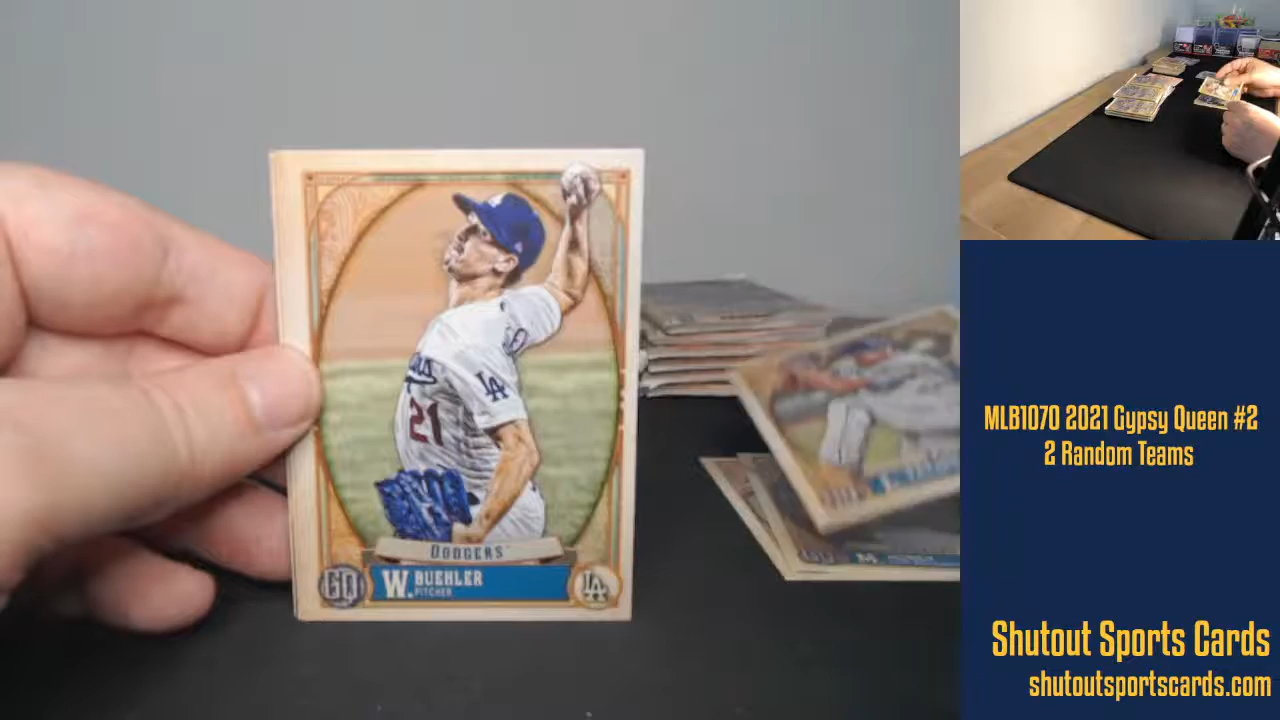 21
LA
DODGERS
GQ
W. BUEHLER
PITCHER
LA
MLB1070 2021 Gypsy Queen #2
2 Random Teams
Shutout Sports Cards
shutoutsportscards.com